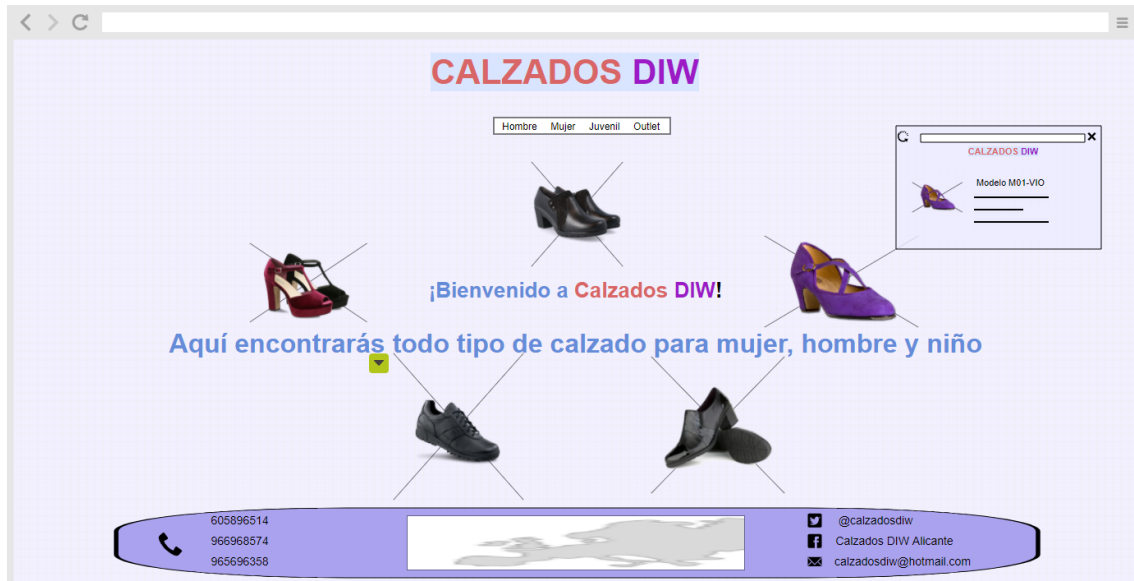 CALZADOS DIW
Hombre Mujer Juvenil Outlet
CALZADOS DIW
Modelo M01-VIO
¡Bienvenido a Calzados DIW!
Aquí encontrarás todo tipo de calzado para mujer, hombre y niño
605896514
966968574
965696358
@calzadosdiw
Calzados DIW Alicante
calzadosdiw@hotmail.com